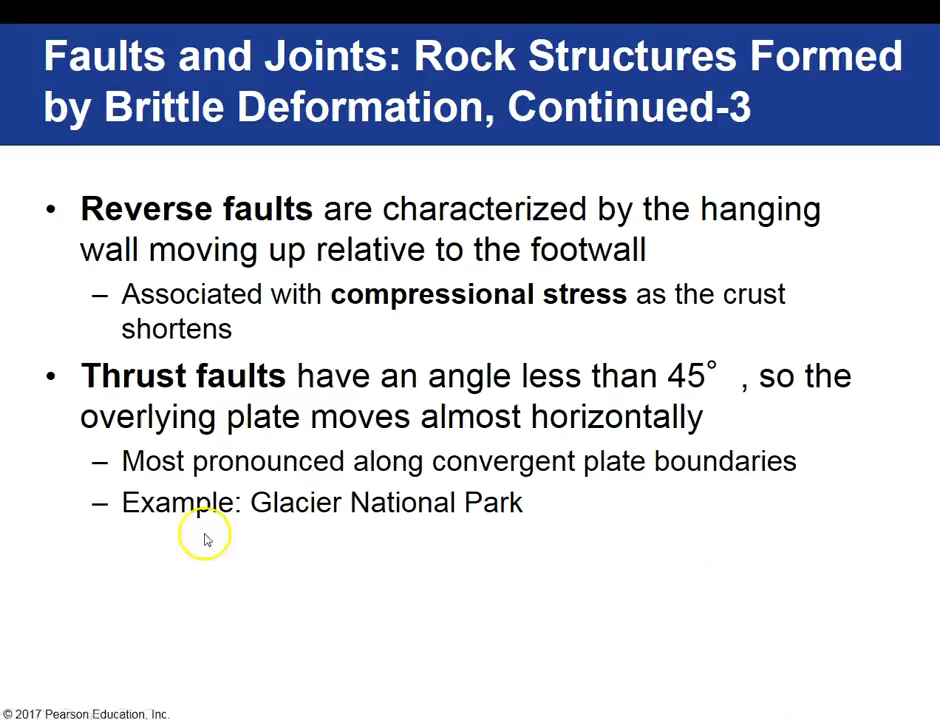 Faults and Joints: Rock Structures Formed
by Brittle Deformation, Continued-3
• Reverse faults are characterized by the hanging
wall moving up relative to the footwall
– Associated with compressional stress as the crust
shortens
• Thrust faults have an angle less than 45° , so the
overlying plate moves almost horizontally
– Most pronounced along convergent plate boundaries
– Example: Glacier National Park
© 2017 Pearson Education, Inc.